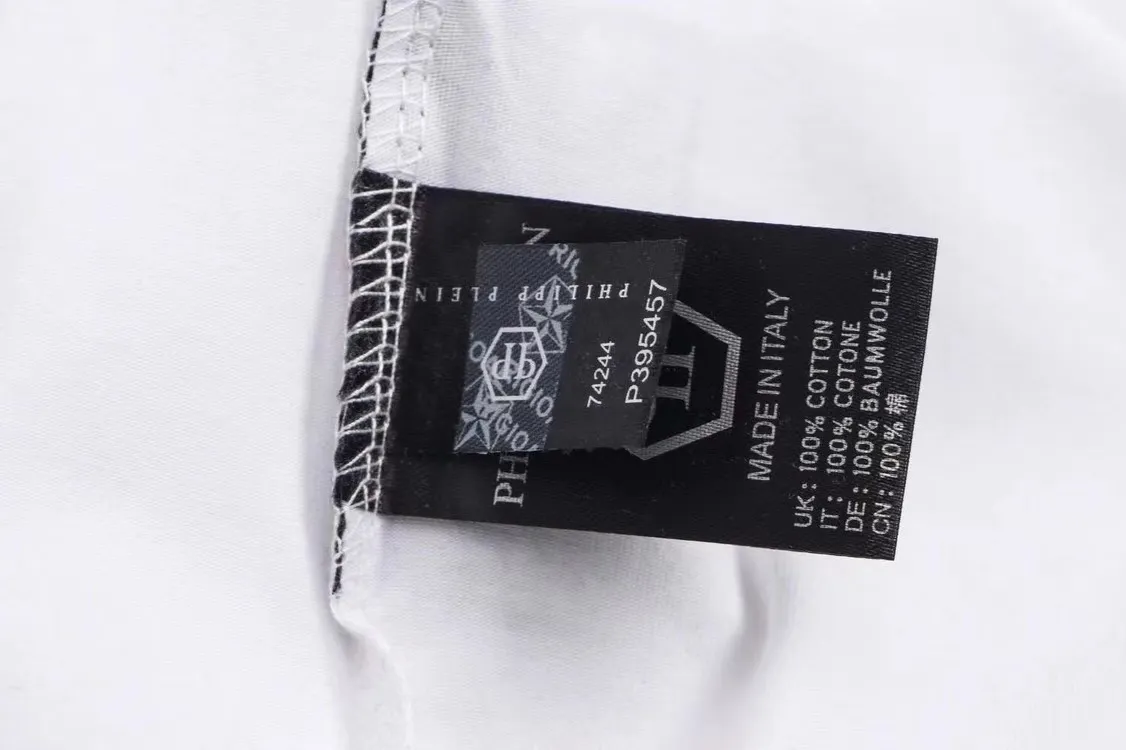 PHILIPP PLEIN
74244
P395457
MADE IN ITALY
UK: 100% COTTON
IT: 100% COTONE
DE: 100% BAUMWOLLE
CN: 100% 棉